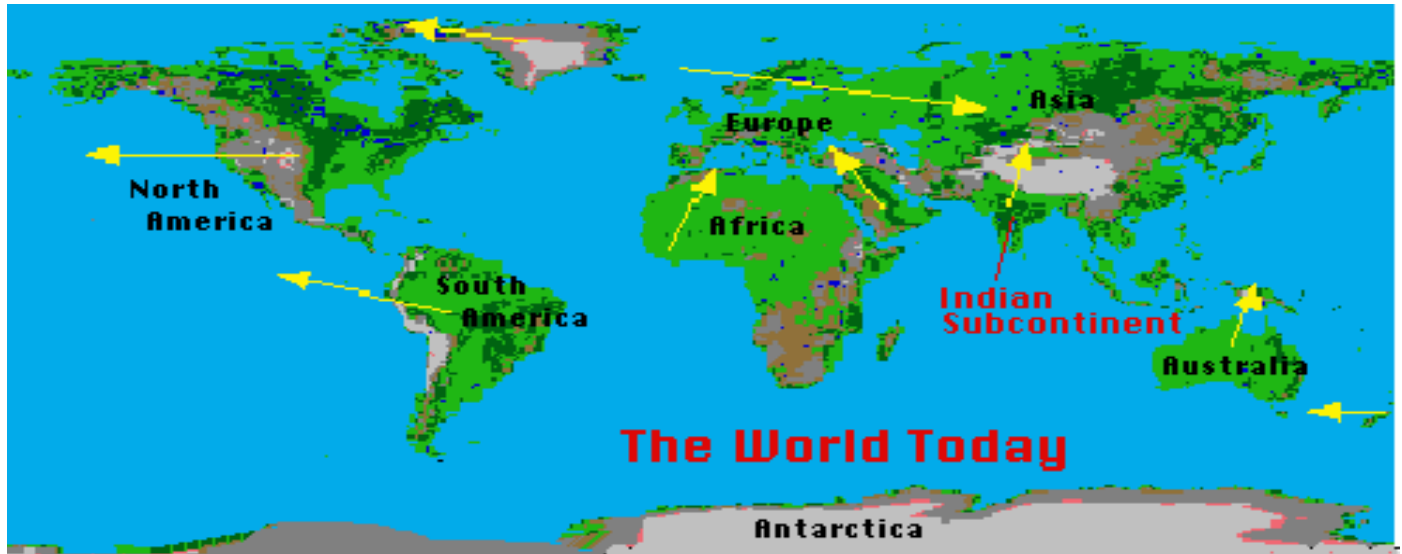 Asia
Europe
North
America
Africa
South
America
Indian
Subcontinent
Australia
The World Today
Antarctica